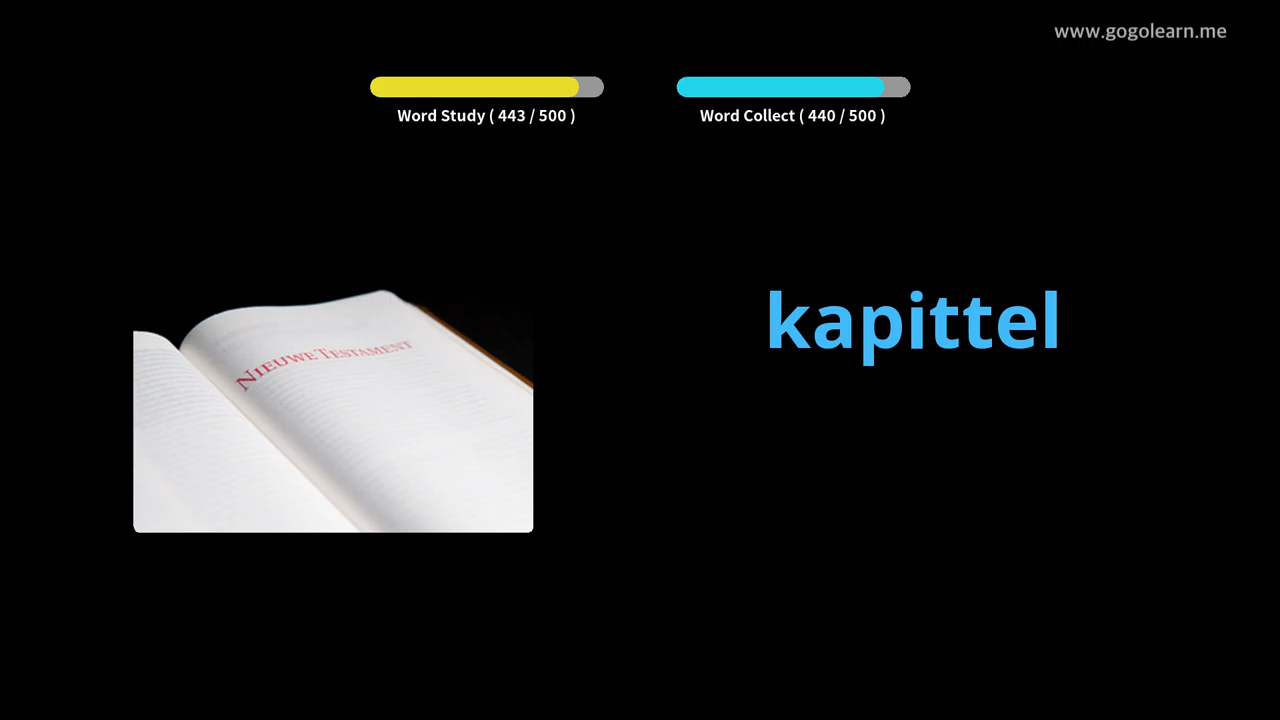 www.gogolearn.me
Word Study ( 443 / 500 )
Word Collect ( 440 / 500 )
NIEUWE TESTAMENT
kapittel